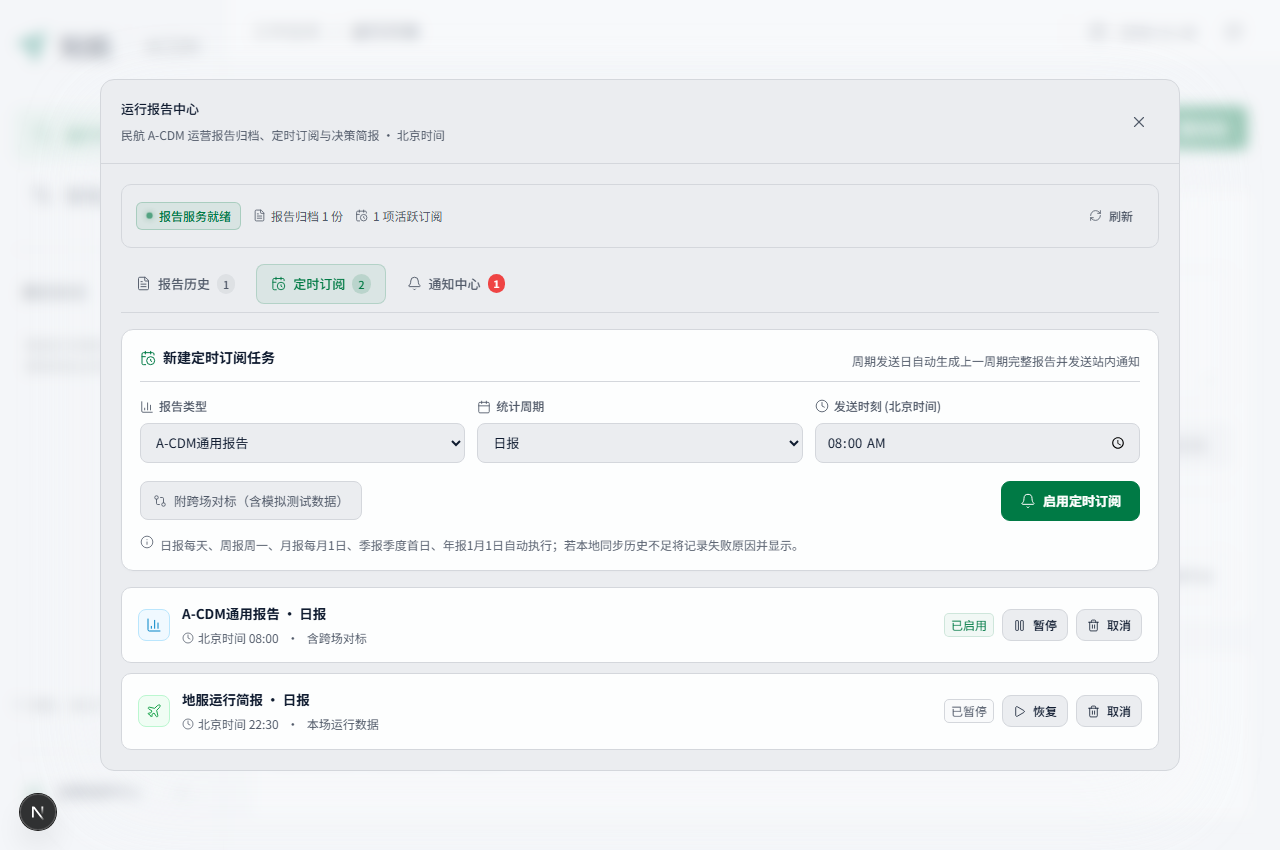 运行报告中心
民航 A-CDM 运营报告归档、定时订阅与决策简报 • 北京时间
报告服务就绪 报告归档 1 份 1 项活跃订阅 刷新
报告历史 1 定时订阅 2 通知中心 1
新建定时订阅任务 周期发送日自动生成上一周期完整报告并发送站内通知
报告类型 统计周期 发送时刻 (北京时间)
A-CDM通用报告 日报 08:00 AM
附跨场对标（含模拟测试数据） 启用定时订阅
日报每天、周报周一、月报每月1日、季报季度首日、年报1月1日自动执行；若本地同步历史不足将记录失败原因并显示。
A-CDM通用报告 • 日报
北京时间 08:00 • 含跨场对标
已启用 暂停 取消
地服运行简报 • 日报
北京时间 22:30 • 本场运行数据
已暂停 恢复 取消
N